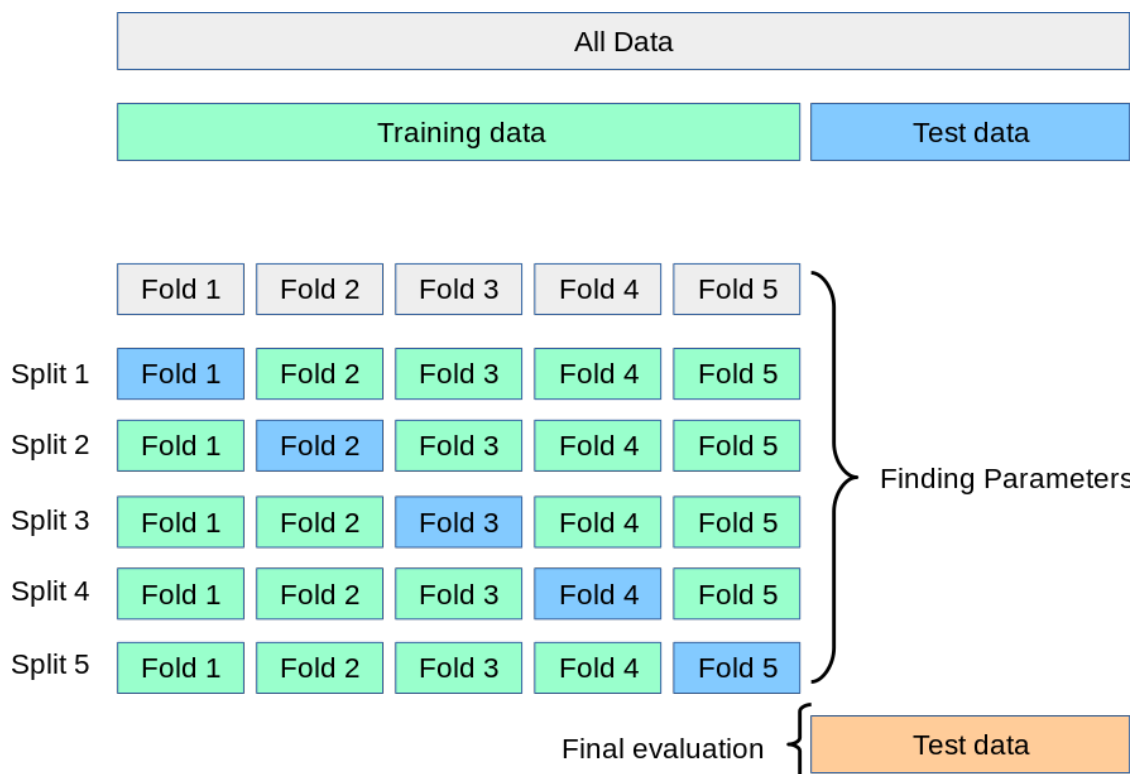 All Data
Training data Test data
Fold 1 Fold 2 Fold 3 Fold 4 Fold 5
Split 1 Fold 1 Fold 2 Fold 3 Fold 4 Fold 5
Split 2 Fold 1 Fold 2 Fold 3 Fold 4 Fold 5
Finding Parameters
Split 3 Fold 1 Fold 2 Fold 3 Fold 4 Fold 5
Split 4 Fold 1 Fold 2 Fold 3 Fold 4 Fold 5
Split 5 Fold 1 Fold 2 Fold 3 Fold 4 Fold 5
Final evaluation Test data